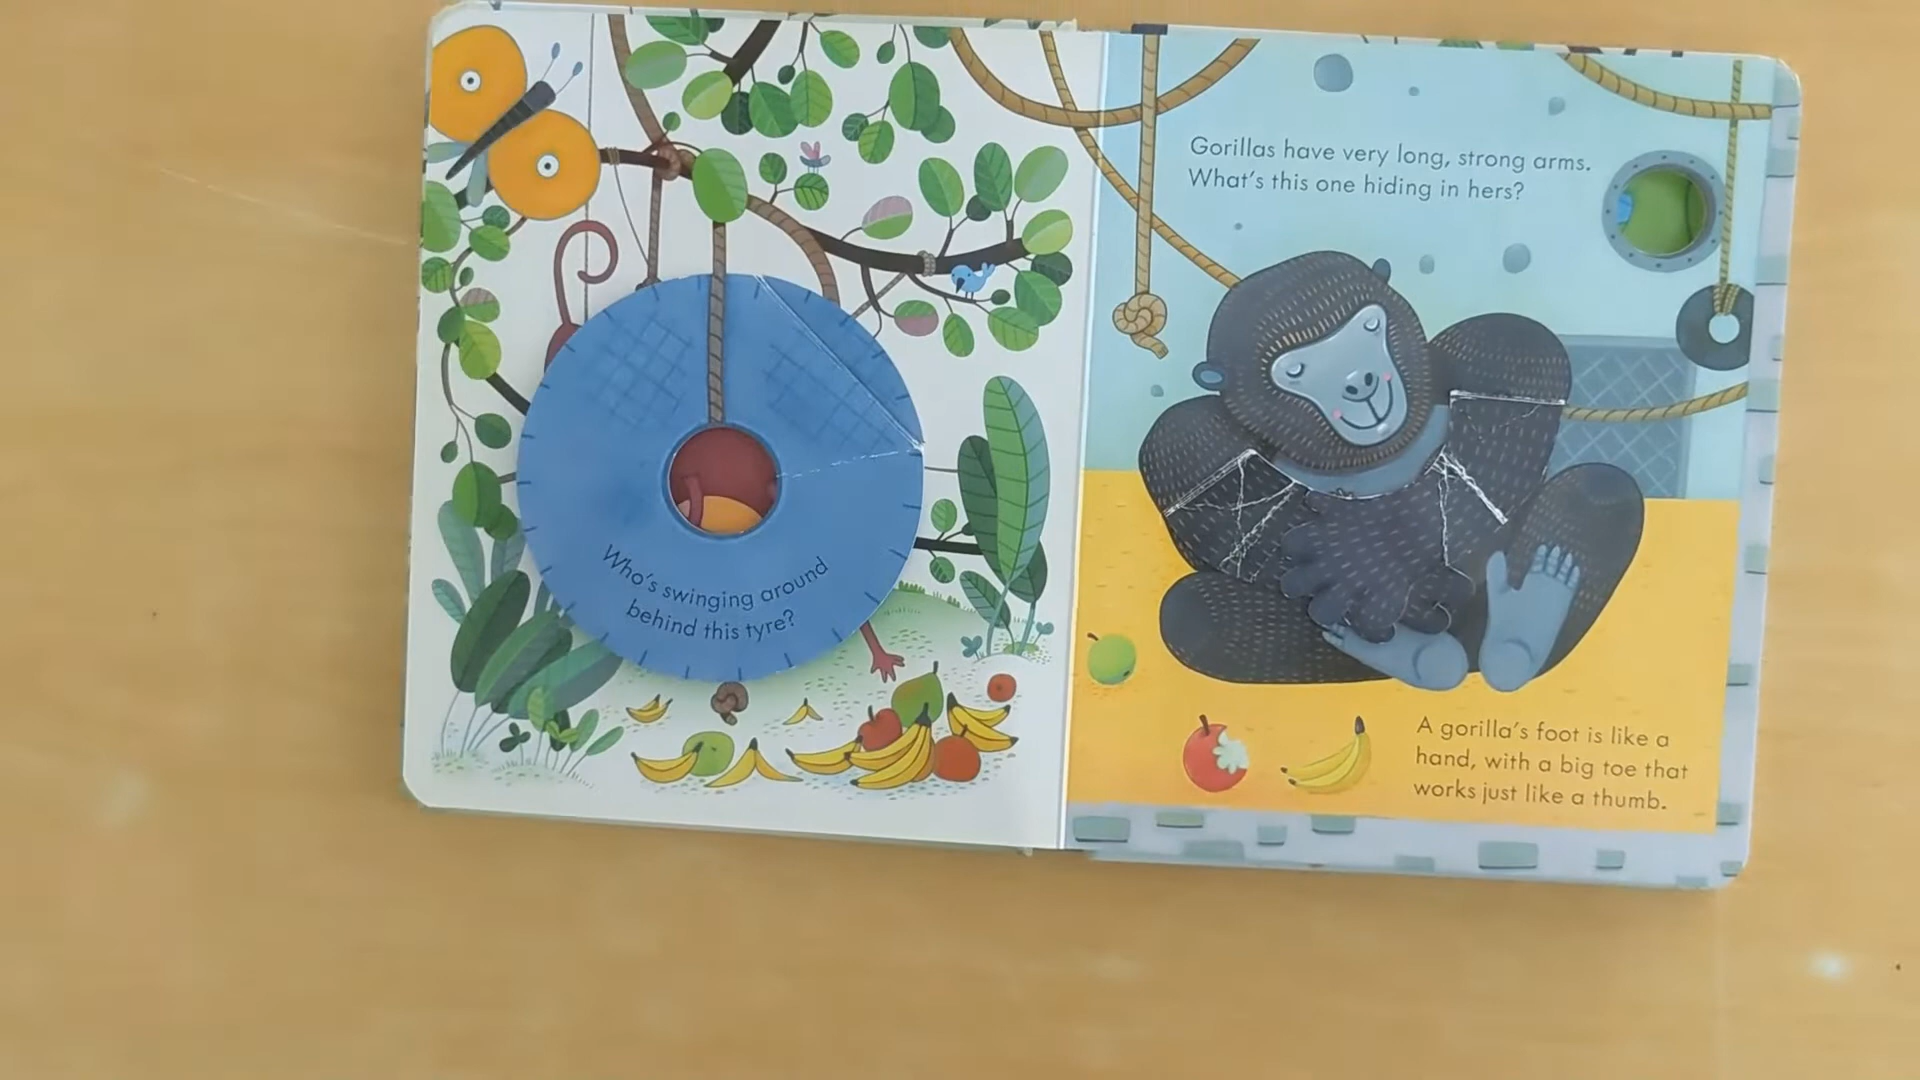 Who's swinging around
behind this tyre?
Gorillas have very long, strong arms.
What's this one hiding in hers?
A gorilla's foot is like a
hand, with a big toe that
works just like a thumb.